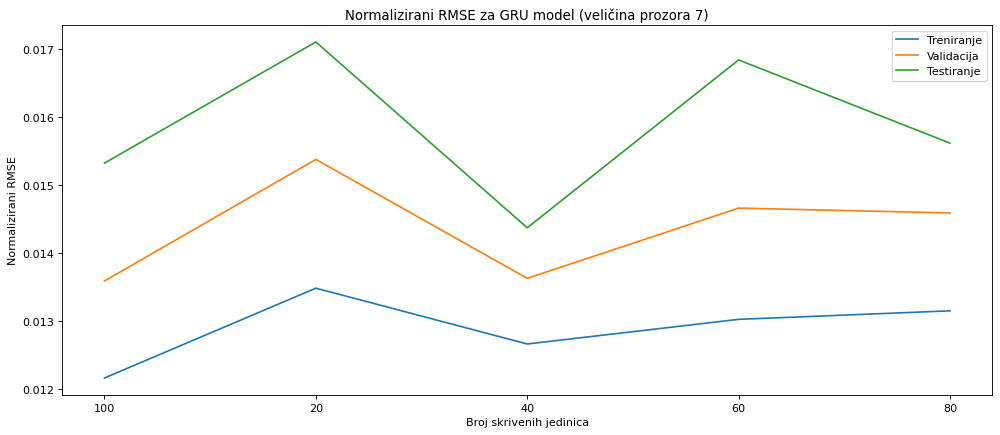 Normalizirani RMSE za GRU model (veličina prozora 7)
Treniranje
Validacija
Testiranje
Normalizirani RMSE
0.017
0.016
0.015
0.014
0.013
0.012
100 20 40 60 80
Broj skrivenih jedinica